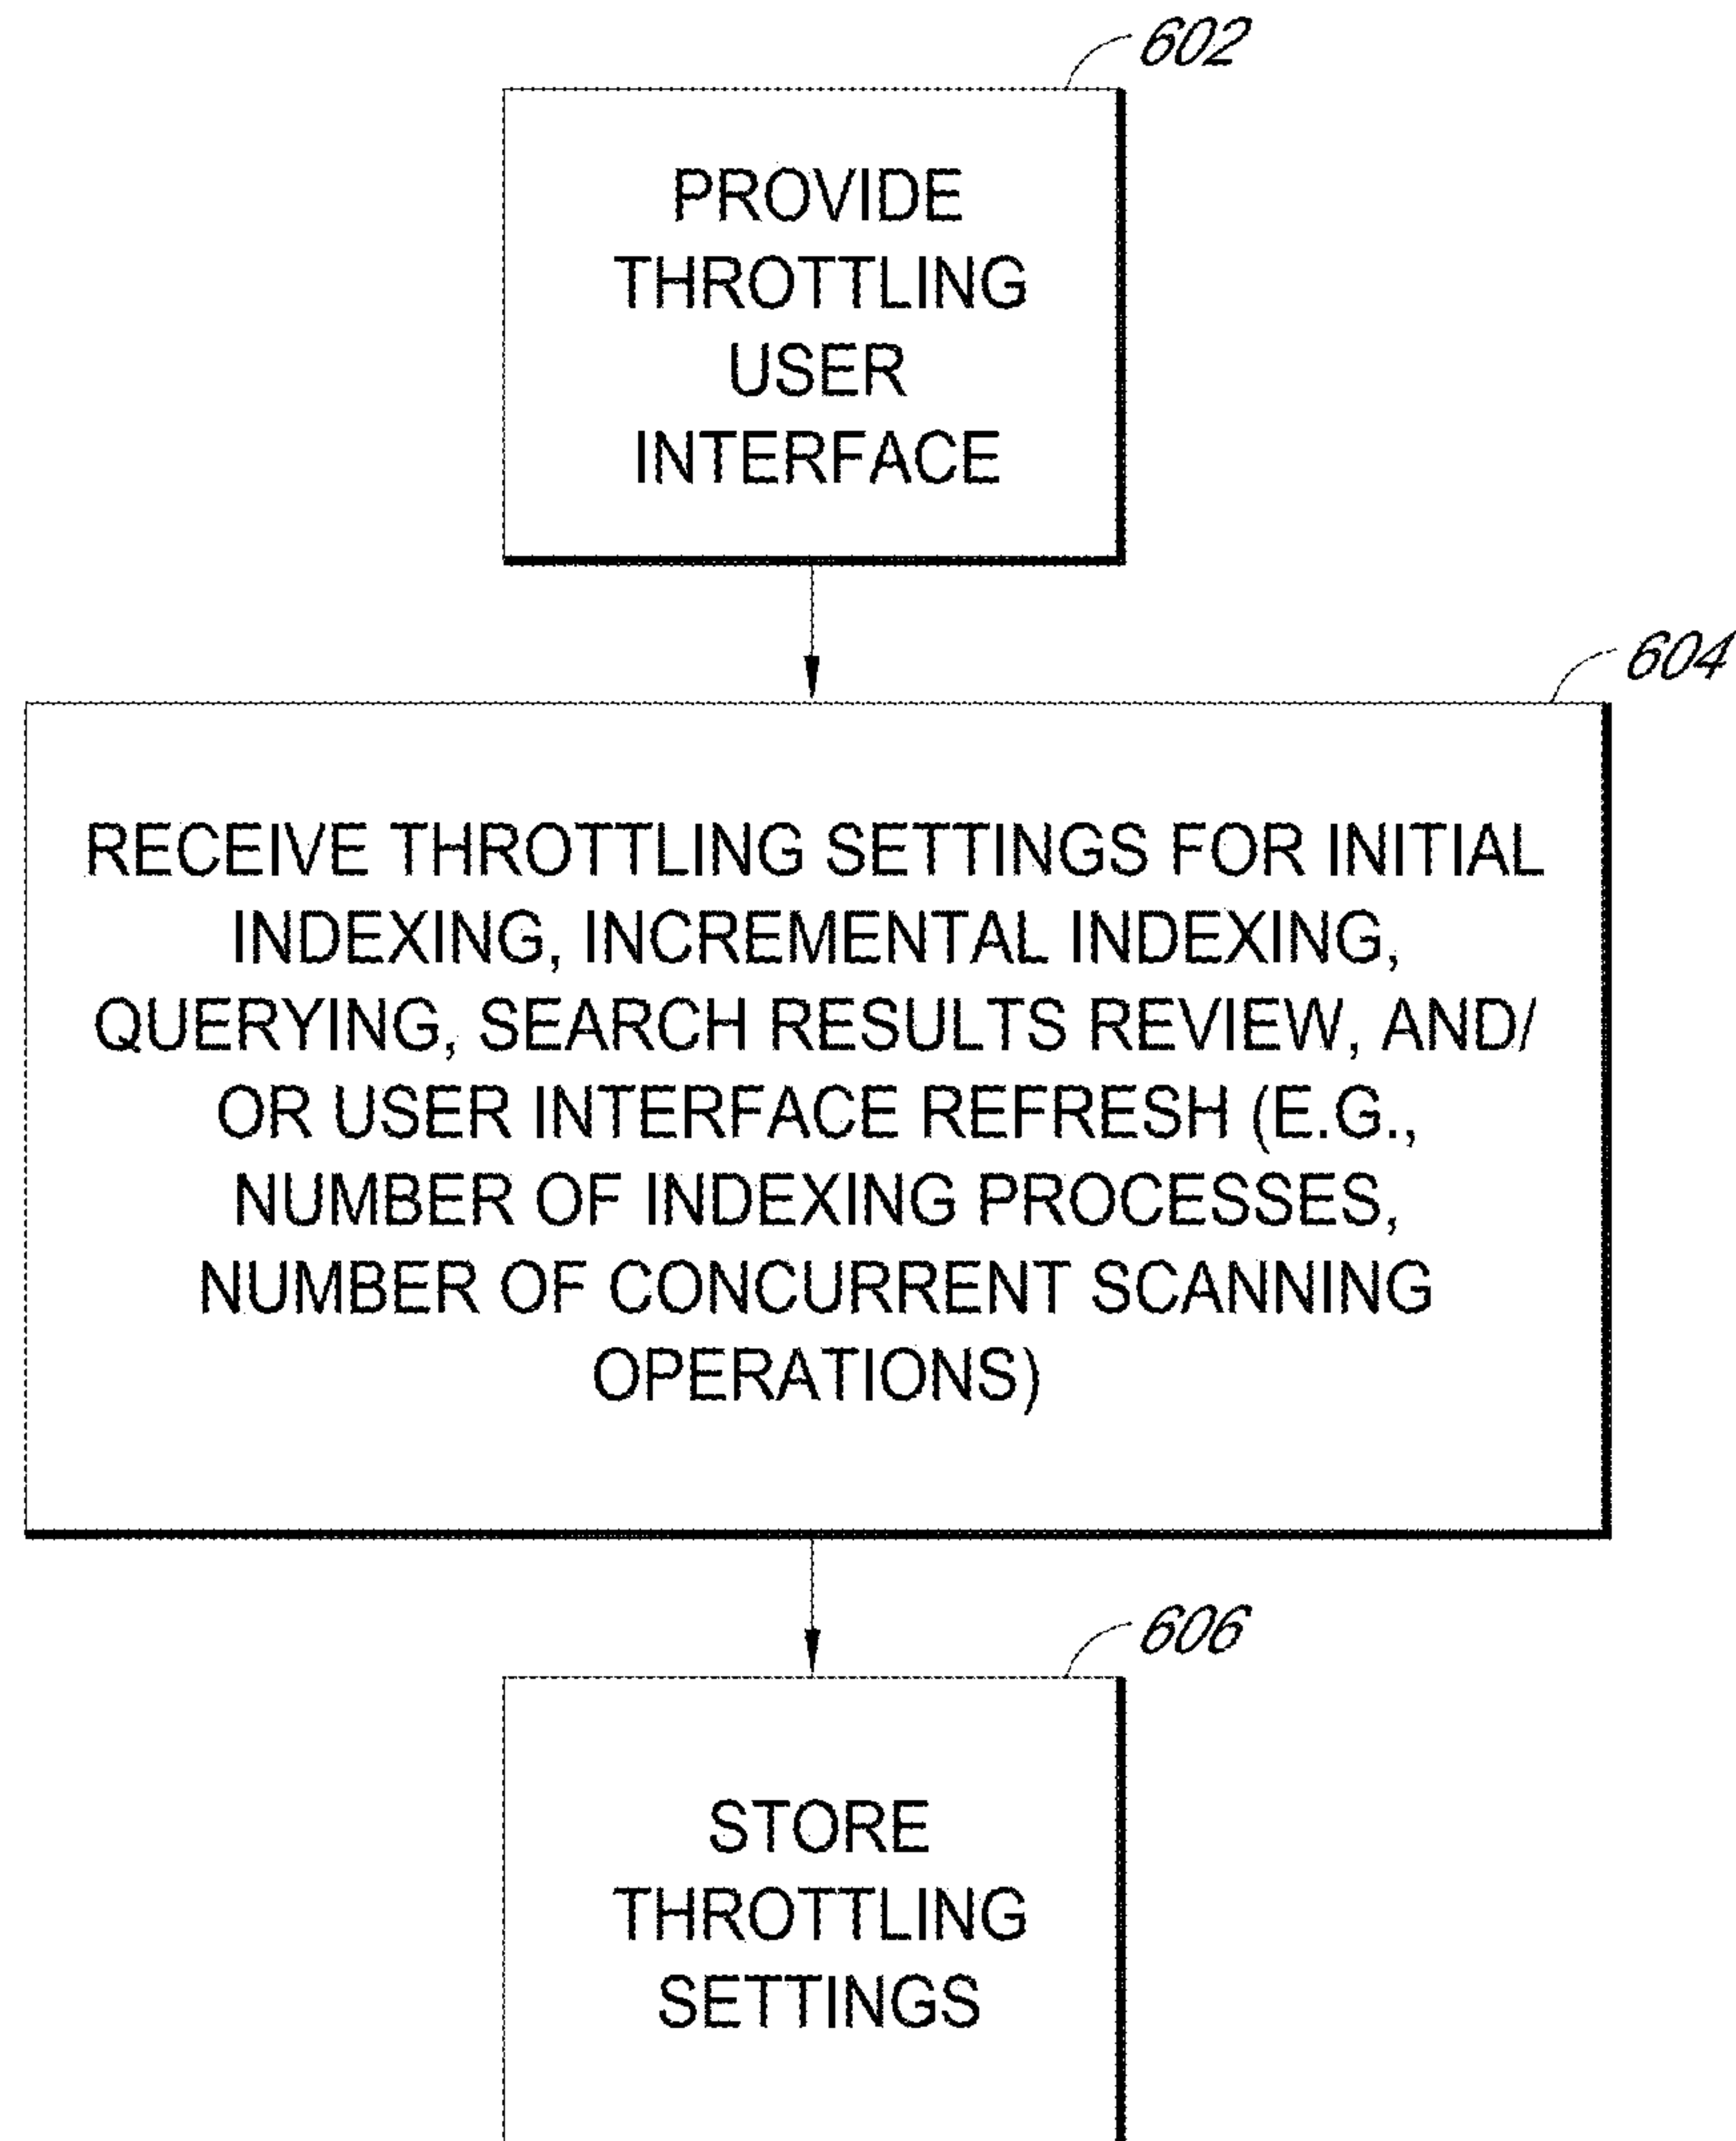 602
PROVIDE
THROTTLING
USER
INTERFACE
604
RECEIVE THROTTLING SETTINGS FOR INITIAL
INDEXING, INCREMENTAL INDEXING,
QUERYING, SEARCH RESULTS REVIEW, AND/
OR USER INTERFACE REFRESH (E.G.,
NUMBER OF INDEXING PROCESSES,
NUMBER OF CONCURRENT SCANNING
OPERATIONS)
606
STORE
THROTTLING
SETTINGS